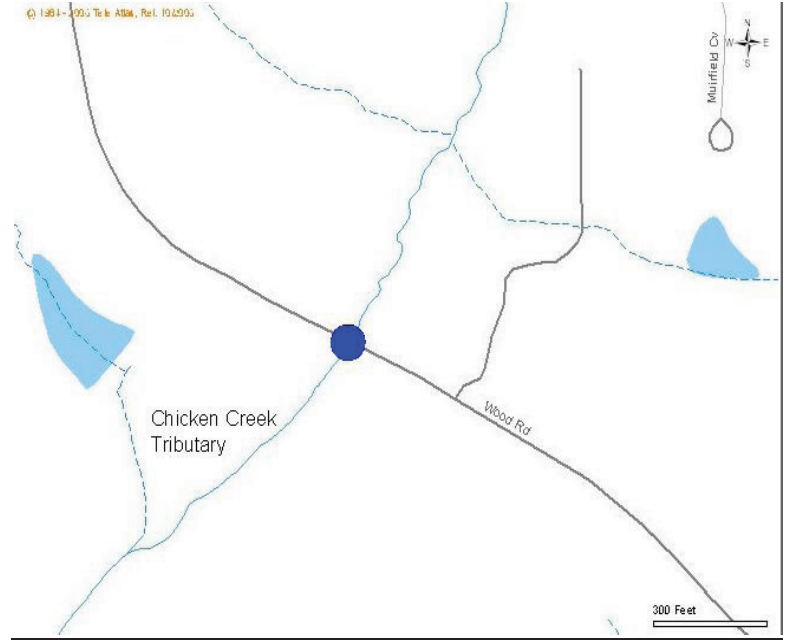 Muirfield Cv
N
W E
S
Chicken Creek
Tributary
Wood Rd
300 Feet